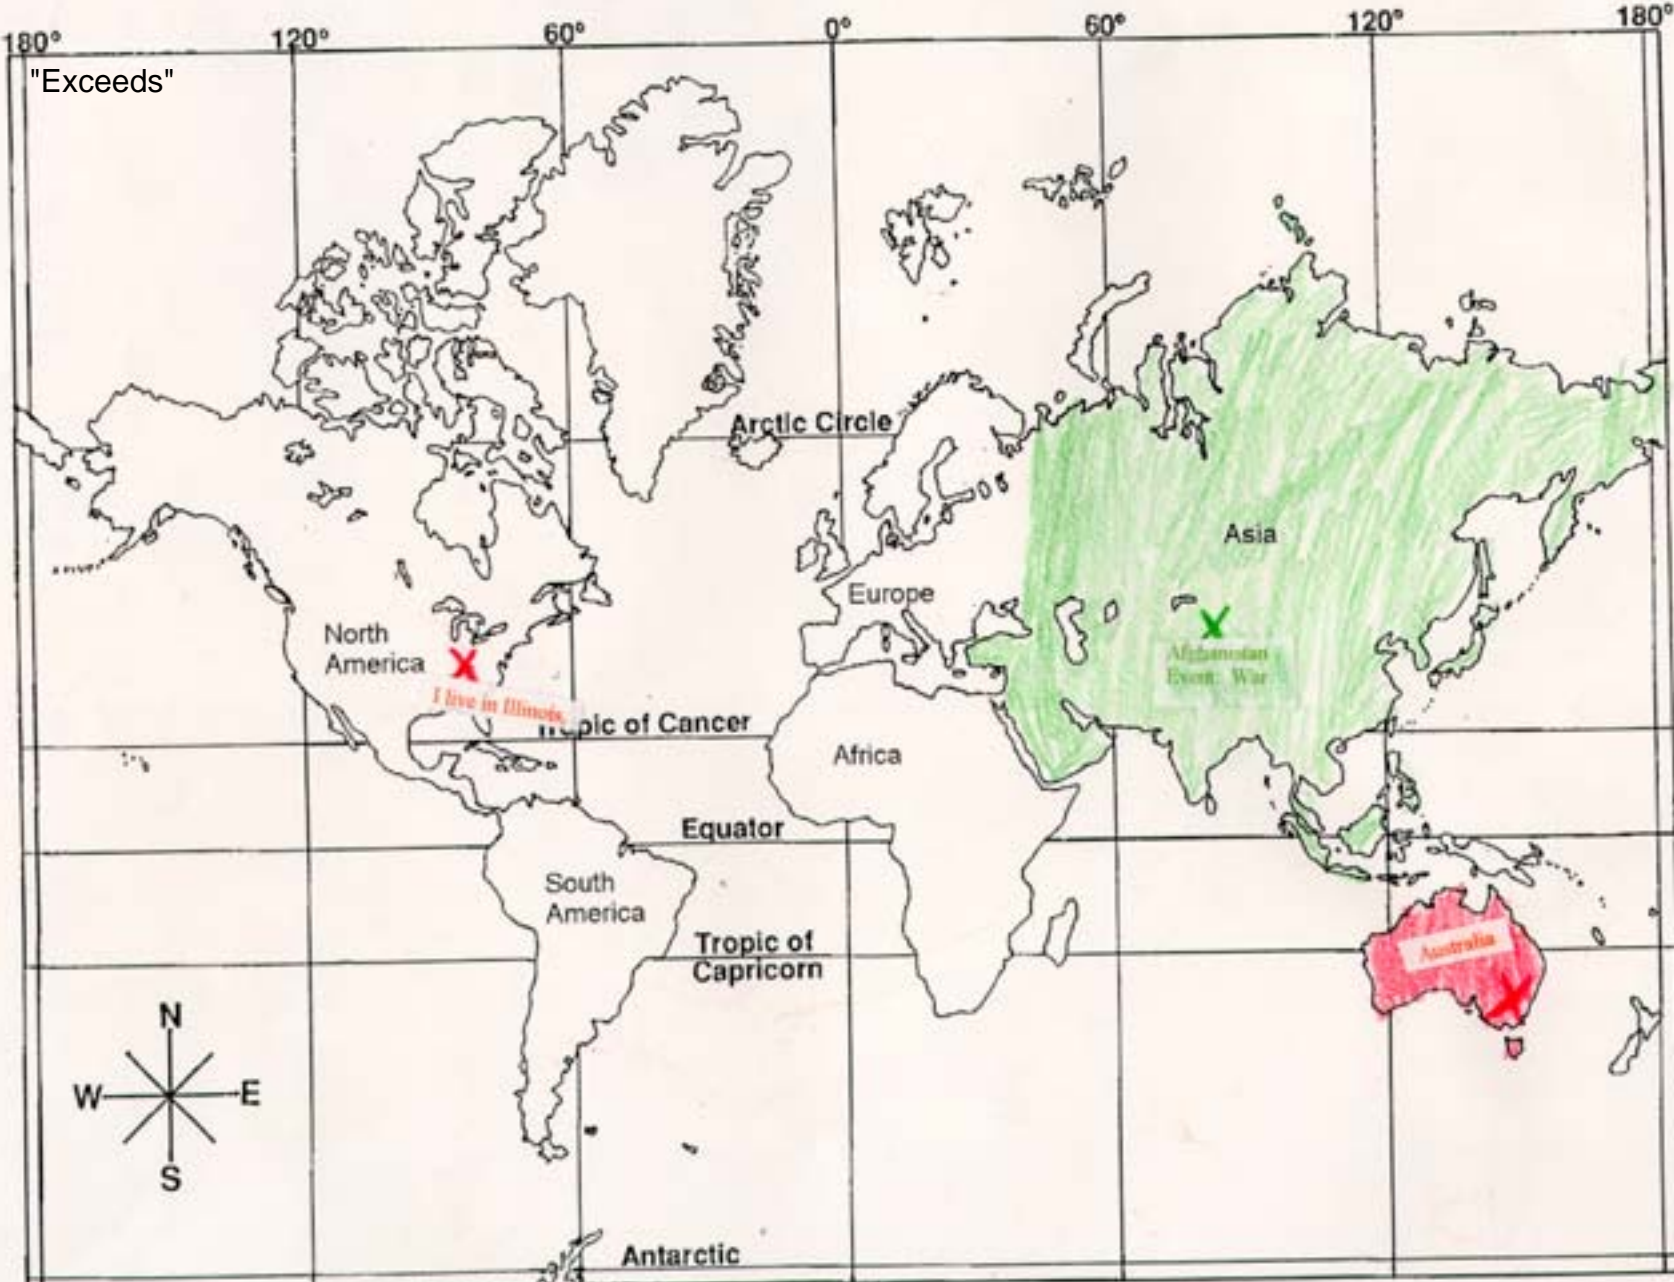 180°
120°
60°
0°
60°
120°
180°
"Exceeds"
Arctic Circle
Asia
Europe
North
America
Afghanistan
Event: War
I live in Illinois.
Tropic of Cancer
Africa
Equator
South
America
Tropic of
Capricorn
Australia
N
W
E
S
Antarctic